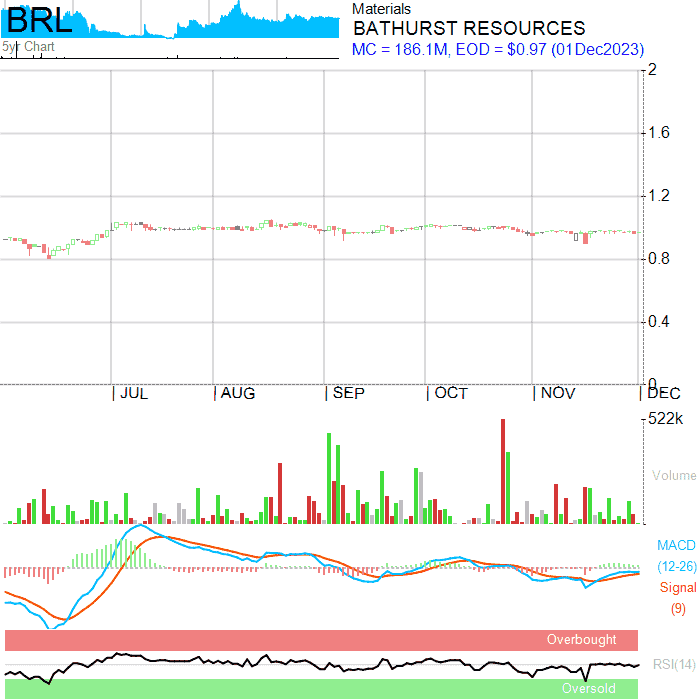 BRL
5yr Chart
Materials
BATHURST RESOURCES
MC = 186.1M, EOD = $0.97 (01Dec2023)
2
1.6
1.2
0.8
0.4
0
JUL
AUG
SEP
OCT
NOV
DEC
522k
Volume
MACD
(12-26)
Signal
(9)
Overbought
RSI(14)
Oversold